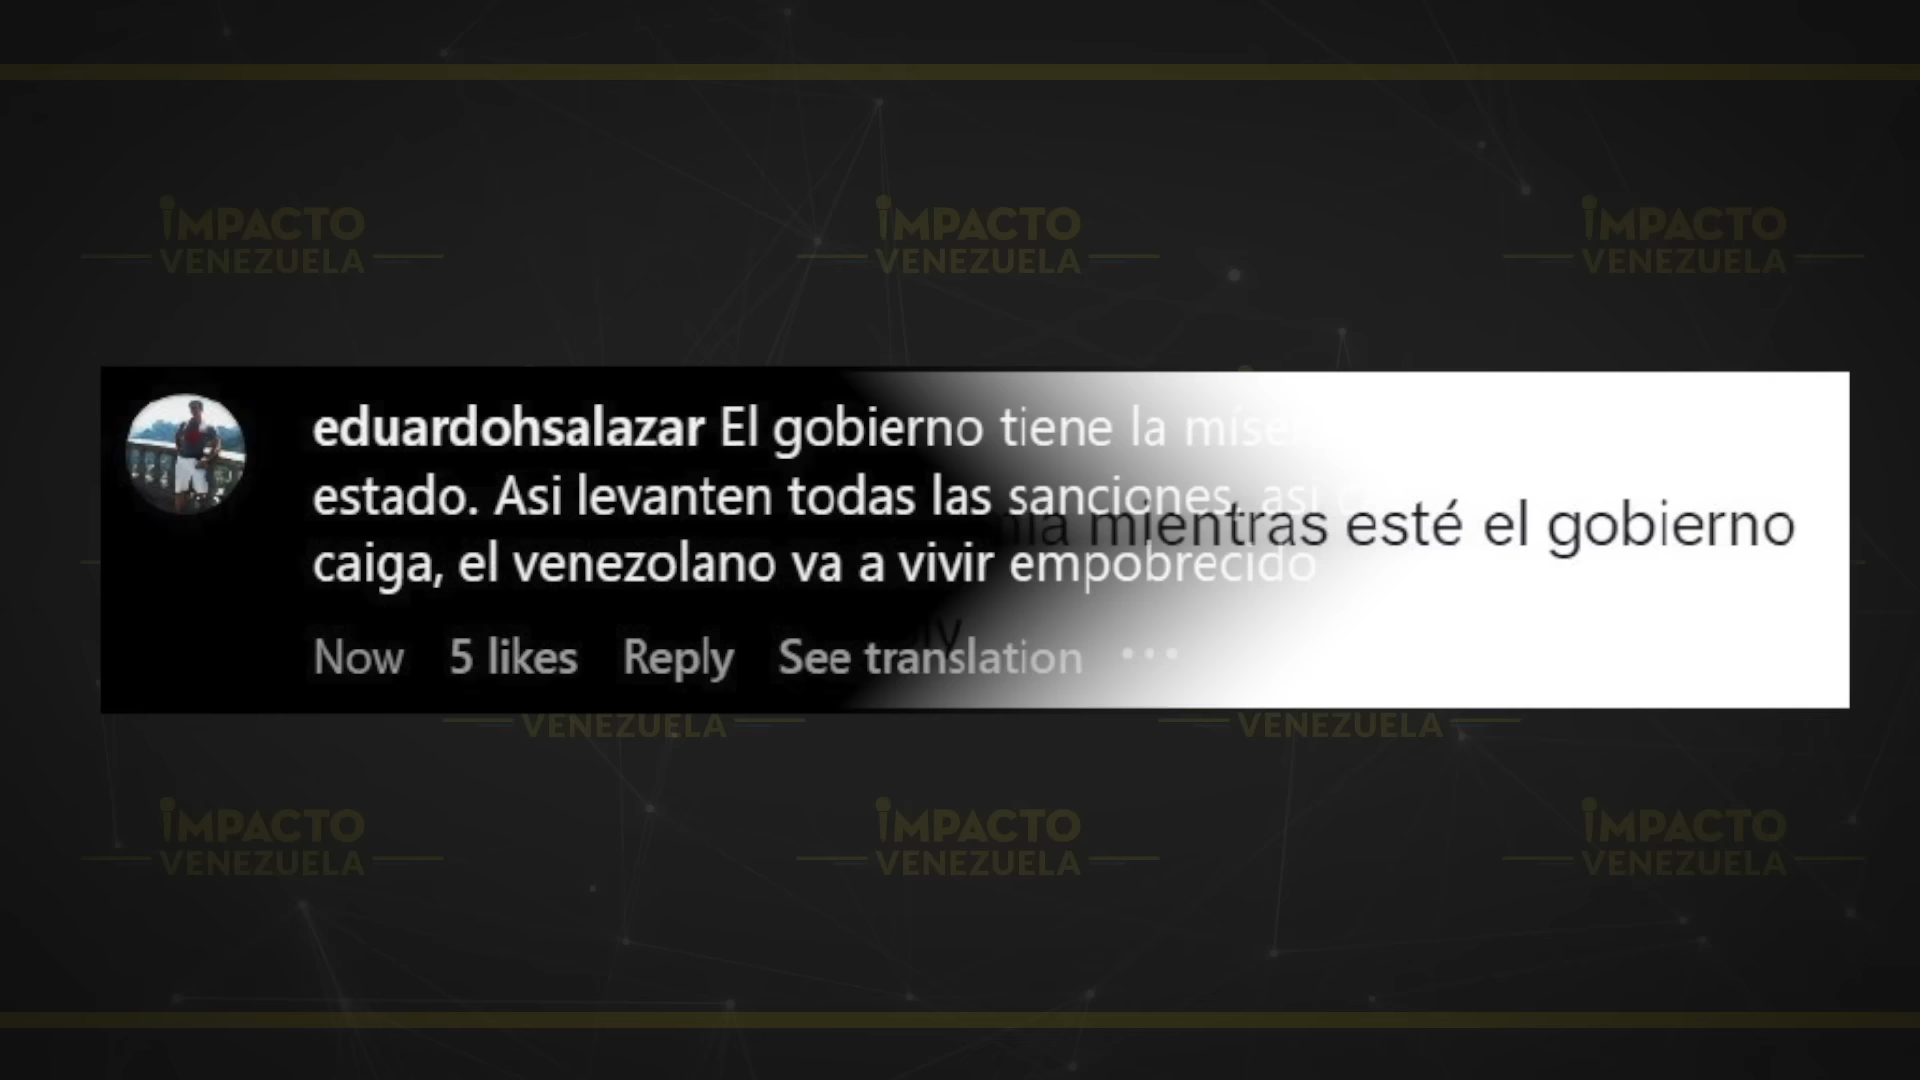 IMPACTO
VENEZUELA
IMPACTO
VENEZUELA
IMPACTO
VENEZUELA
eduardohsalazar El gobierno tiene la
estado. Asi levanten todas las sanciones, asi
mientras esté el gobierno
caiga, el venezolano va a vivir empobrecido
Now 5 likes Reply See translation ...
VENEZUELA
VENEZUELA
IMPACTO
VENEZUELA
IMPACTO
VENEZUELA
IMPACTO
VENEZUELA